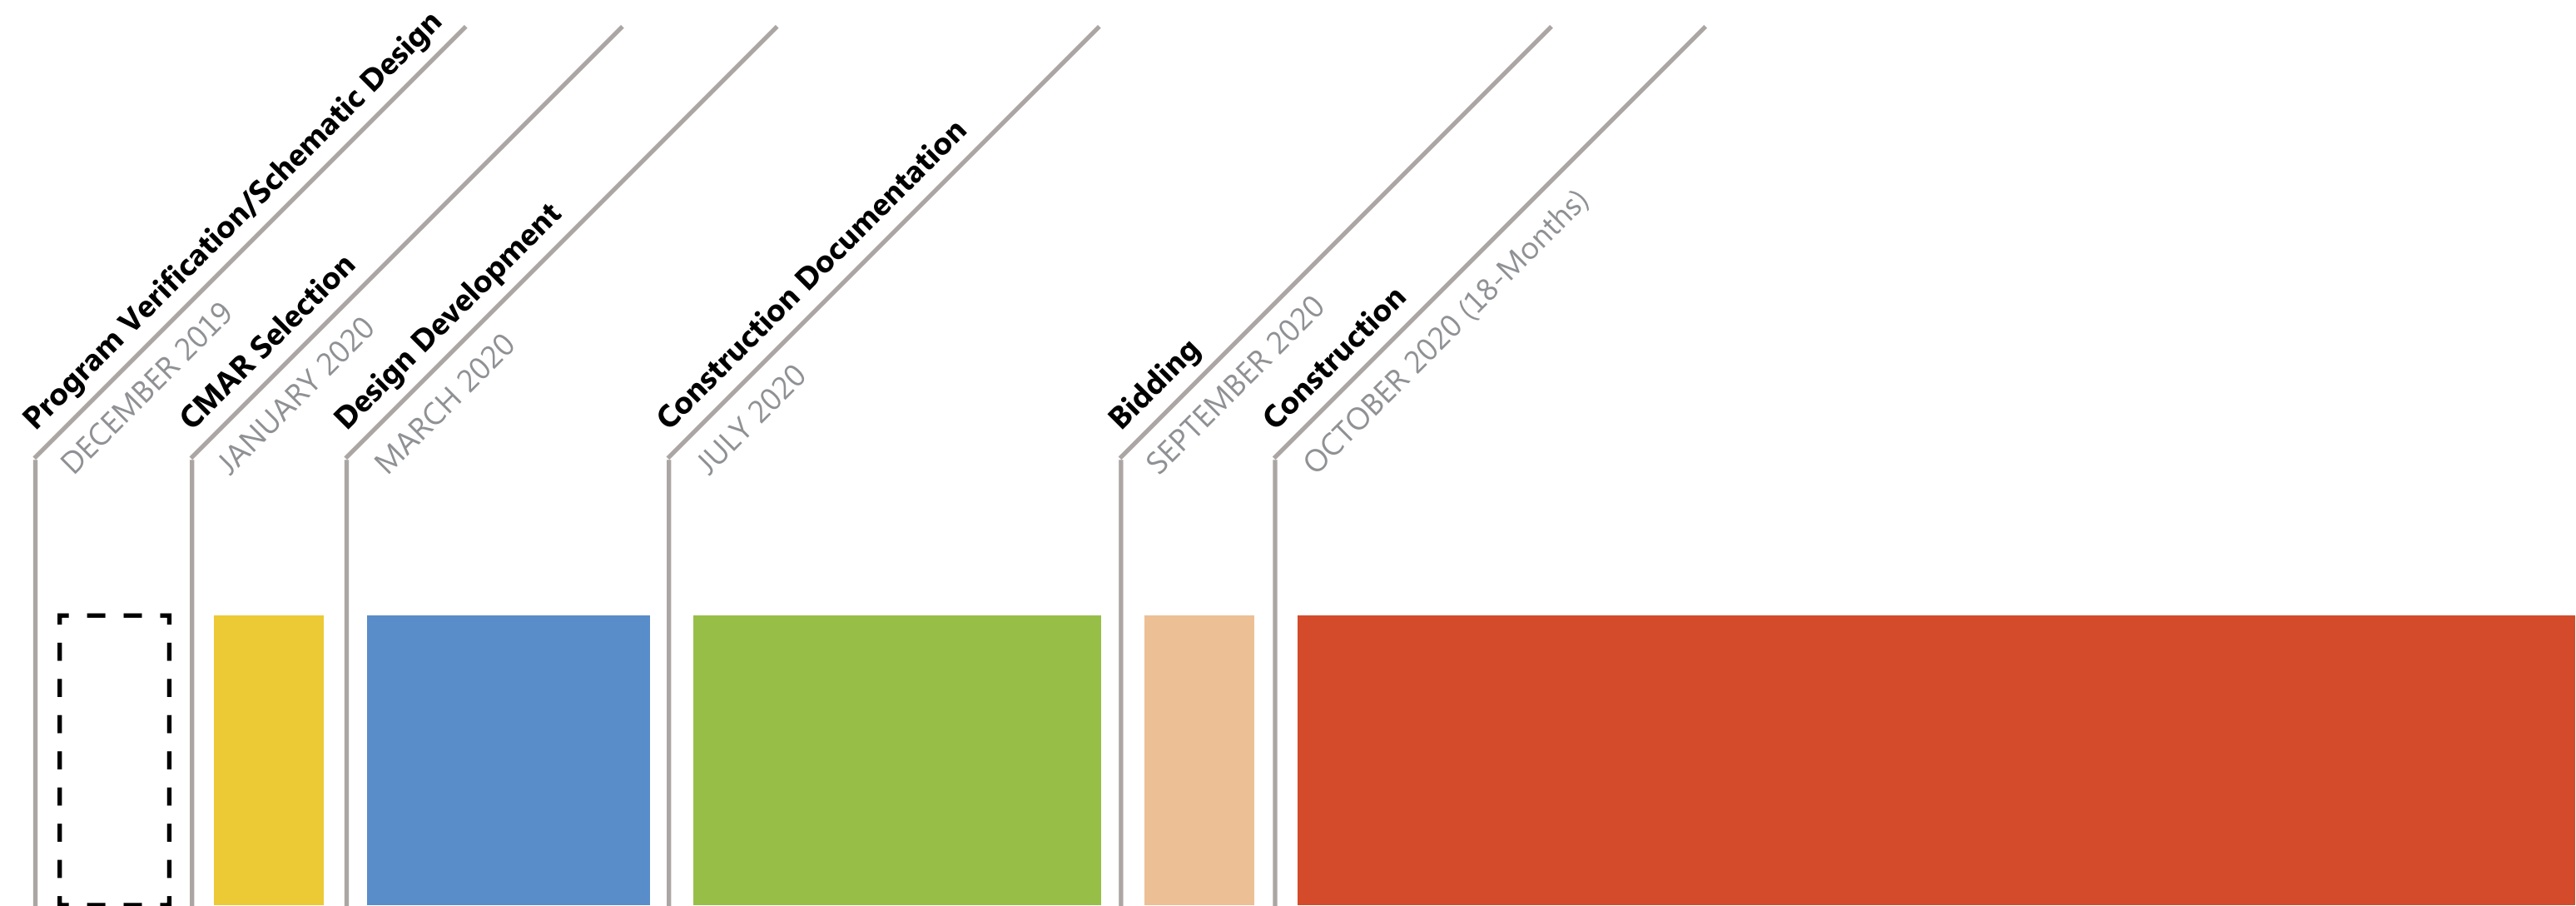 Program Verification/Schematic Design
DECEMBER 2019
CMAR Selection
JANUARY 2020
Design Development
MARCH 2020
Construction Documentation
JULY 2020
Bidding
SEPTEMBER 2020
Construction
OCTOBER 2020 (18-Months)